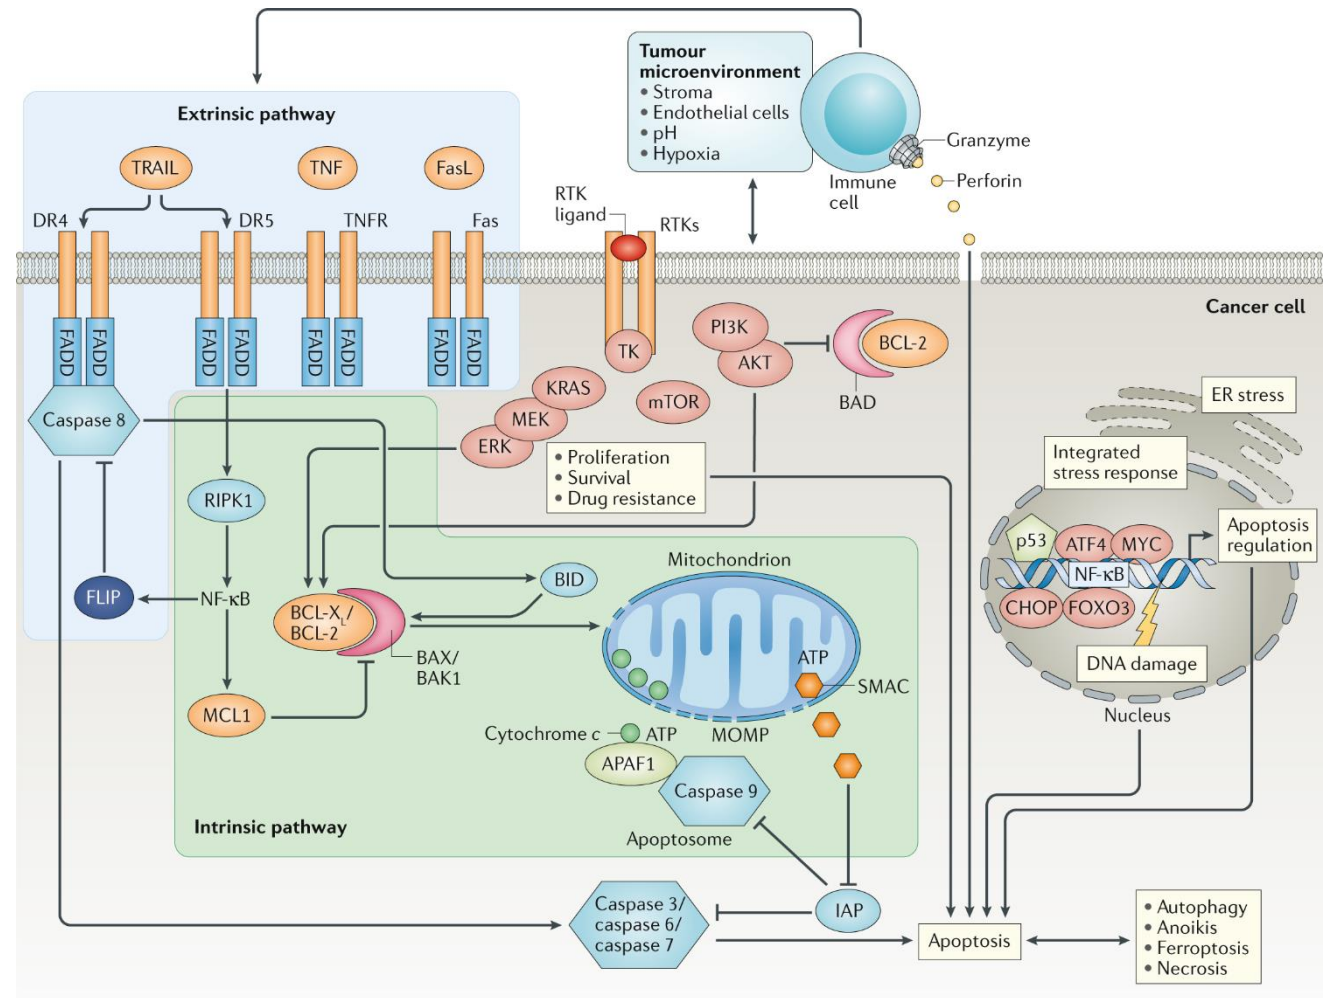 Tumour
microenvironment
• Stroma
• Endothelial cells
• pH
• Hypoxia
Immune
cell
Granzyme
Perforin
Extrinsic pathway
TRAIL
TNF
FasL
DR4
DR5
TNFR
Fas
RTK
ligand
RTKs
Cancer cell
FADD
FADD
FADD
FADD
FADD
FADD
FADD
FADD
TK
PI3K
AKT
BCL-2
BAD
Caspase 8
KRAS
MEK
ERK
mTOR
• Proliferation
• Survival
• Drug resistance
ER stress
Integrated
stress response
RIPK1
p53
ATF4
MYC
Apoptosis
regulation
NF-κB
CHOP
FOXO3
DNA damage
Nucleus
FLIP
NF-κB
BCL-XL/
BCL-2
BID
BAX/
BAK1
MCL1
Mitochondrion
ATP
SMAC
Cytochrome c
ATP
MOMP
APAF1
Caspase 9
Apoptosome
Intrinsic pathway
Caspase 3/
caspase 6/
caspase 7
IAP
Apoptosis
• Autophagy
• Anoikis
• Ferroptosis
• Necrosis